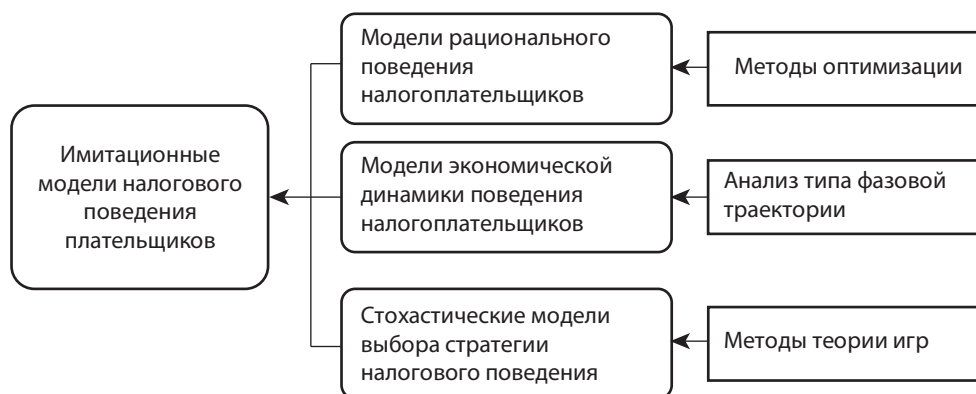 Имитационные
модели налогового
поведения
плательщиков
Модели рационального
поведения
налогоплательщиков
Методы оптимизации
Модели экономической
динамики поведения
налогоплательщиков
Анализ типа фазовой
траектории
Стохастические модели
выбора стратегии
налогового поведения
Методы теории игр